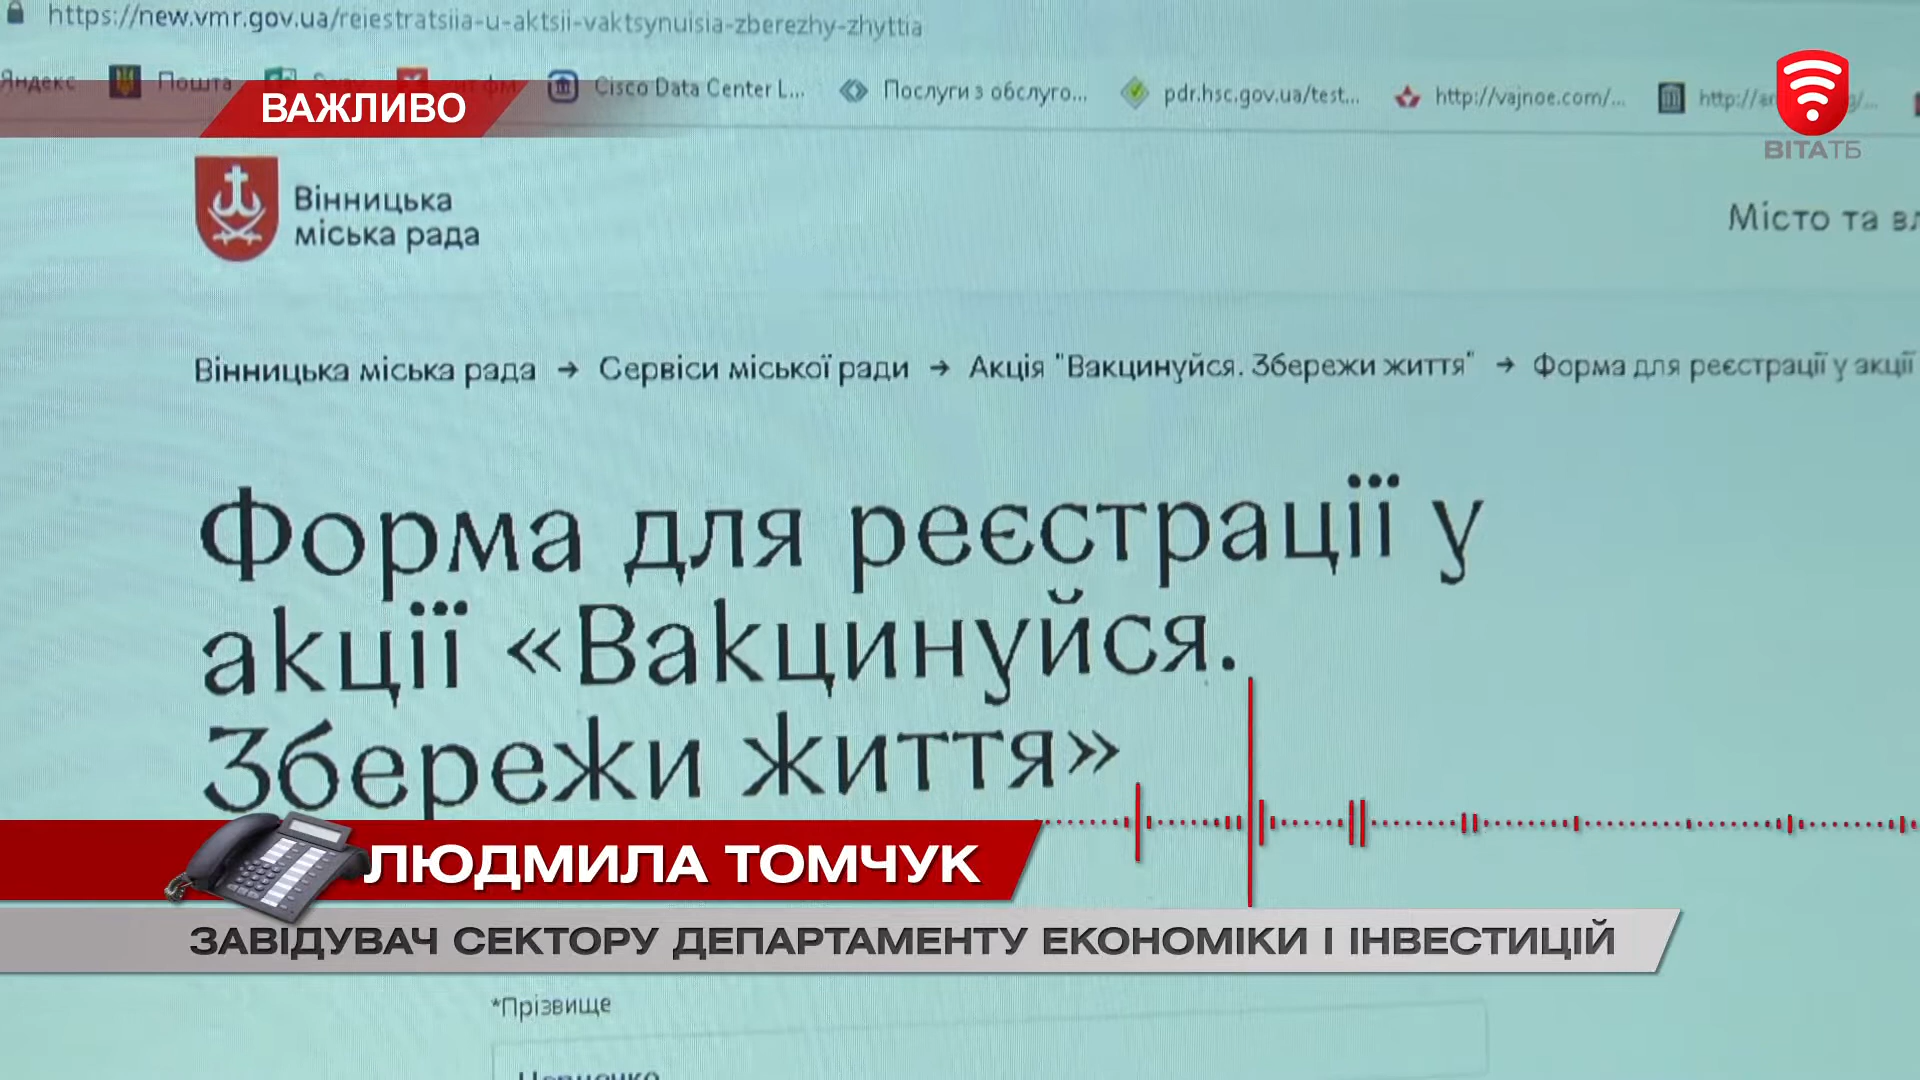 https://new.vmr.gov.ua/reiestratsiia-u-aktsii-vaktsynuisia-zberezhy-zhyttia
Яндекс Пошта Cisco Data Center L... Послуги з обслуго... pdr.hsc.gov.ua/test... http://vajnoe.com/...
ВАЖЛИВО
ВІТАТБ
Вінницька
міська рада
Місто та вл
Вінницька міська рада → Сервіси міської ради → Акція "Вакцинуйся. Збережи життя" → Форма для реєстрації у акції
Форма для реєстрації у
акції «Вакцинуйся.
Збережи життя»
ЛЮДМИЛА ТОМЧУК
ЗАВІДУВАЧ СЕКТОРУ ДЕПАРТАМЕНТУ ЕКОНОМІКИ І ІНВЕСТИЦІЙ
*Прізвище